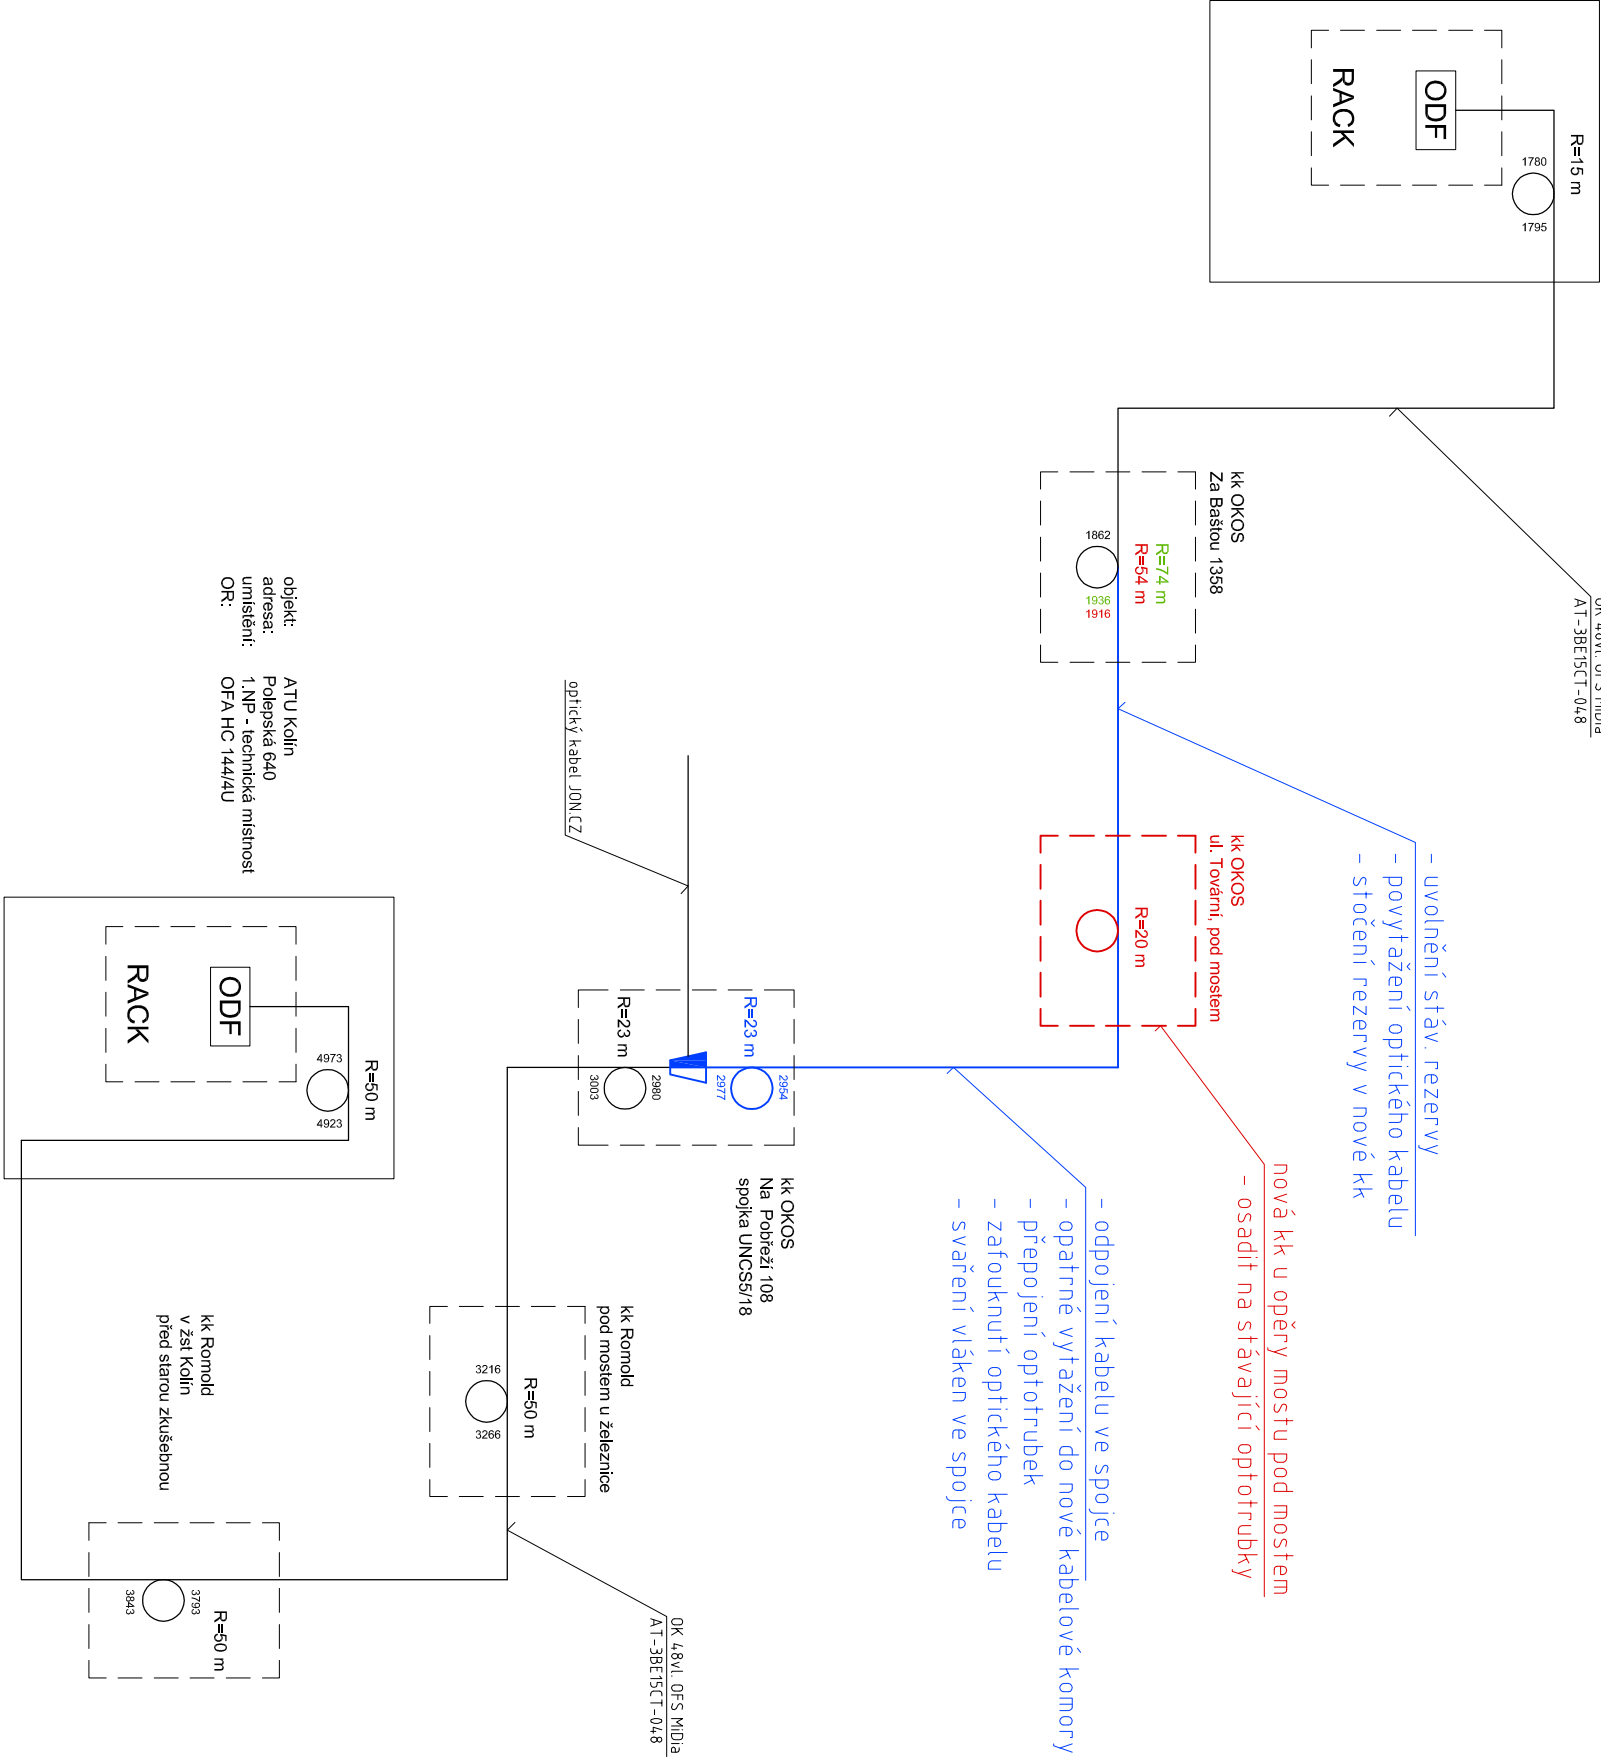 RACK
ODF
R=15 m
1780
1795
OK 48vl. OFS MiDia
AT-3BE15CT-048
kk OKOS
Za Baštou 1358
R=74 m
R=54 m
1862
1936
1916
- uvolnění stáv. rezervy
- povytažení optického kabelu
- stočení rezervy v nové kk
kk OKOS
ul. Tovární, pod mostem
R=20 m
nová kk u opěry mostu pod mostem
- osadit na stávající optotrubky
- odpojení kabelu ve spojce
- opatrné vytažení do nové kabelové komory
- přepojení optotrubek
- zafouknutí optického kabelu
- svaření vláken ve spojce
optický kabel JON.CZ
R=23 m
2954
2977
R=23 m
2980
3003
kk OKOS
Na Pobřeží 108
spojka UNCS5/18
kk Romold
pod mostem u železnice
R=50 m
3216
3266
OK 48vl. OFS MiDia
AT-3BE15CT-048
kk Romold
v žst Kolín
před starou zkušebnou
R=50 m
3793
3843
objekt: ATU Kolín
adresa: Polepská 640
umístění: 1.NP - technická místnost
OR: OFA HC 144/4U
RACK
ODF
R=50 m
4973
4923